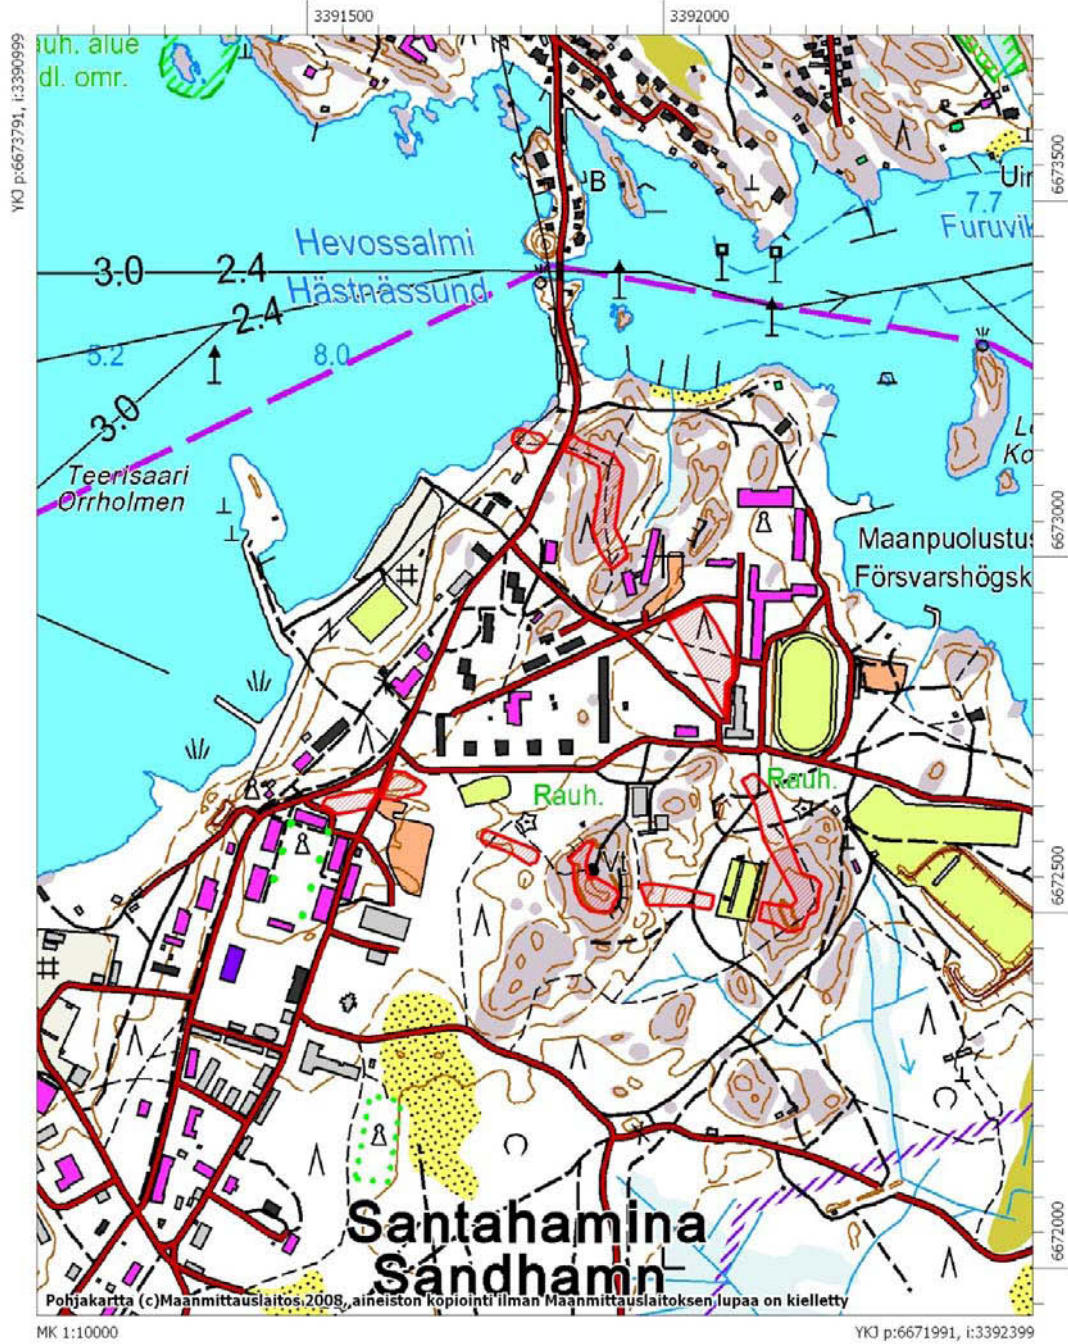 3391500
3392000
YKJ p:6673791, i:3390999
auh. alue
dl. omr.
6673500
B
Uin
7.7
Furuvik
Hevossalmi
3.0
2.4
Hästnässund
2.4
5.2
8.0
3.0
Teerisaari
Orrholmen
6673000
Maanpuolustus
Försvarshögsk
Rauh.
Rauh.
Vt
6672500
6672000
Santahamina
Sandhamn
Pohjakartta (c)Maanmittauslaitos 2008, aineiston kopiointi ilman Maanmittauslaitoksen lupaa on kielletty
MK 1:10000
YKJ p:6671991, i:3392399